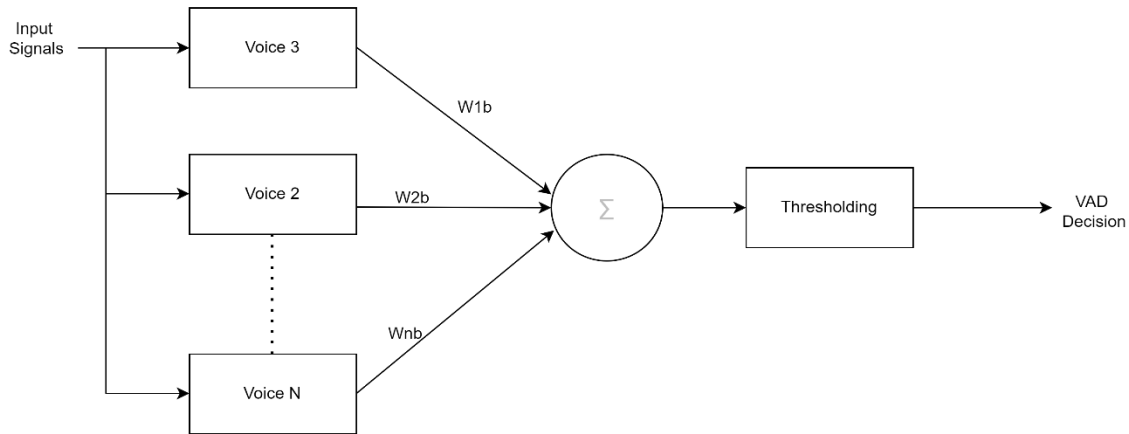 Input
Signals
Voice 3
W1b
Voice 2
W2b
Σ
Thresholding
VAD
Decision
Wnb
Voice N